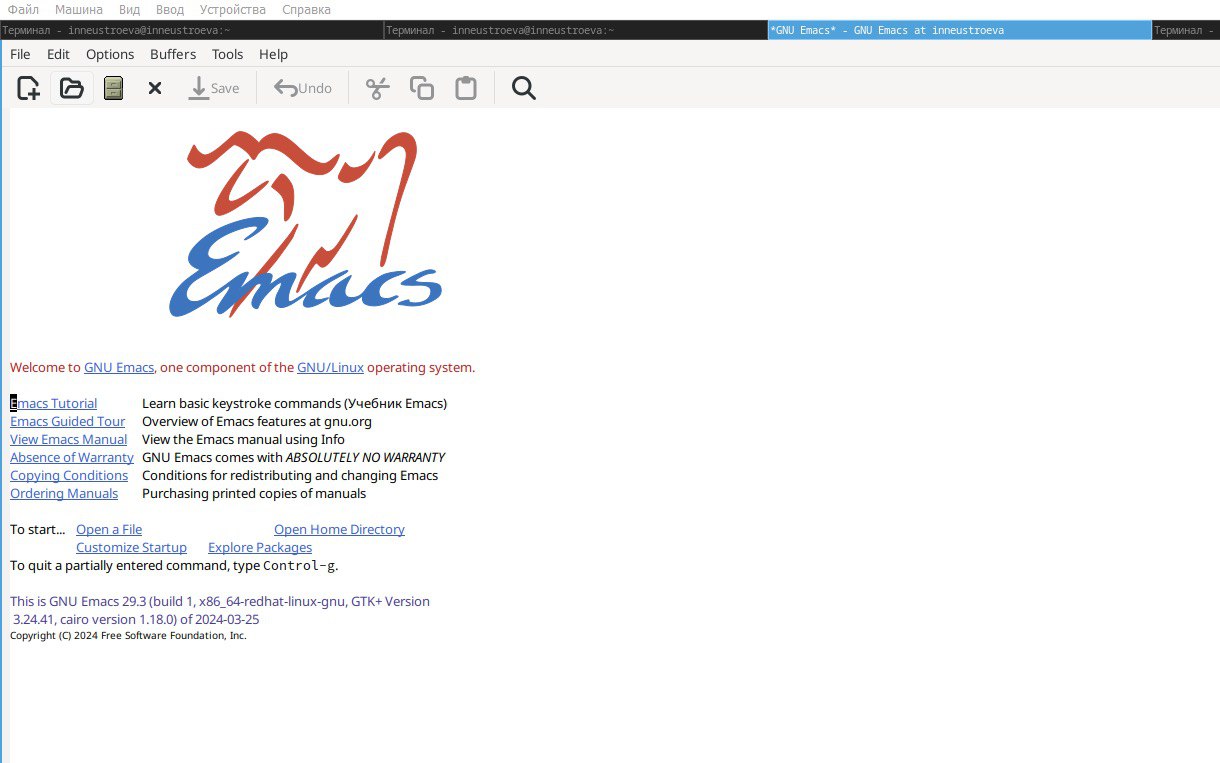 Файл Машина Вид Ввод Устройства Справка
Терминал - inneustroeva@inneustroeva:~ Терминал - inneustroeva@inneustroeva:~ *GNU Emacs* - GNU Emacs at inneustroeva Терминал -
File Edit Options Buffers Tools Help
Save Undo
Emacs
Welcome to GNU Emacs, one component of the GNU/Linux operating system.
Emacs Tutorial Learn basic keystroke commands (Учебник Emacs)
Emacs Guided Tour Overview of Emacs features at gnu.org
View Emacs Manual View the Emacs manual using Info
Absence of Warranty GNU Emacs comes with ABSOLUTELY NO WARRANTY
Copying Conditions Conditions for redistributing and changing Emacs
Ordering Manuals Purchasing printed copies of manuals
To start... Open a File Open Home Directory
Customize Startup Explore Packages
To quit a partially entered command, type Control-g.
This is GNU Emacs 29.3 (build 1, x86_64-redhat-linux-gnu, GTK+ Version
3.24.41, cairo version 1.18.0) of 2024-03-25
Copyright (C) 2024 Free Software Foundation, Inc.